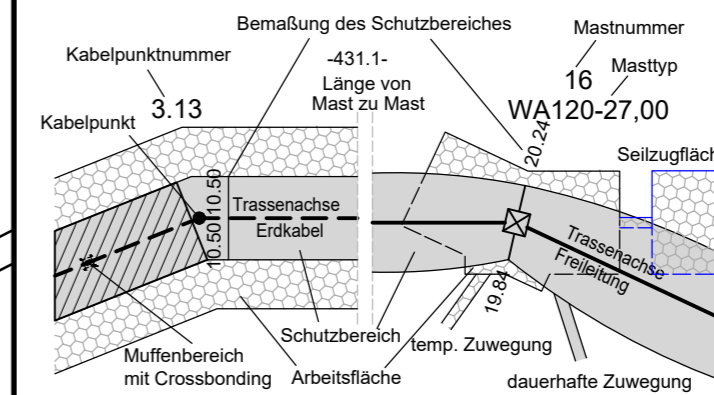 Bemaßung des Schutzbereiches
Mastnummer
Kabelpunktnummer
-431.1-
Länge von
Mast zu Mast
16
Masttyp
3.13
WA120-27,00
Kabelpunkt
20.24
10.50
10.50
Trassenachse
Erdkabel
Trassenachse
Freileitung
19.84
Schutzbereich
temp. Zuwegung
Muffenbereich
mit Crossbonding
Arbeitsfläche
dauerhafte Zuwegung